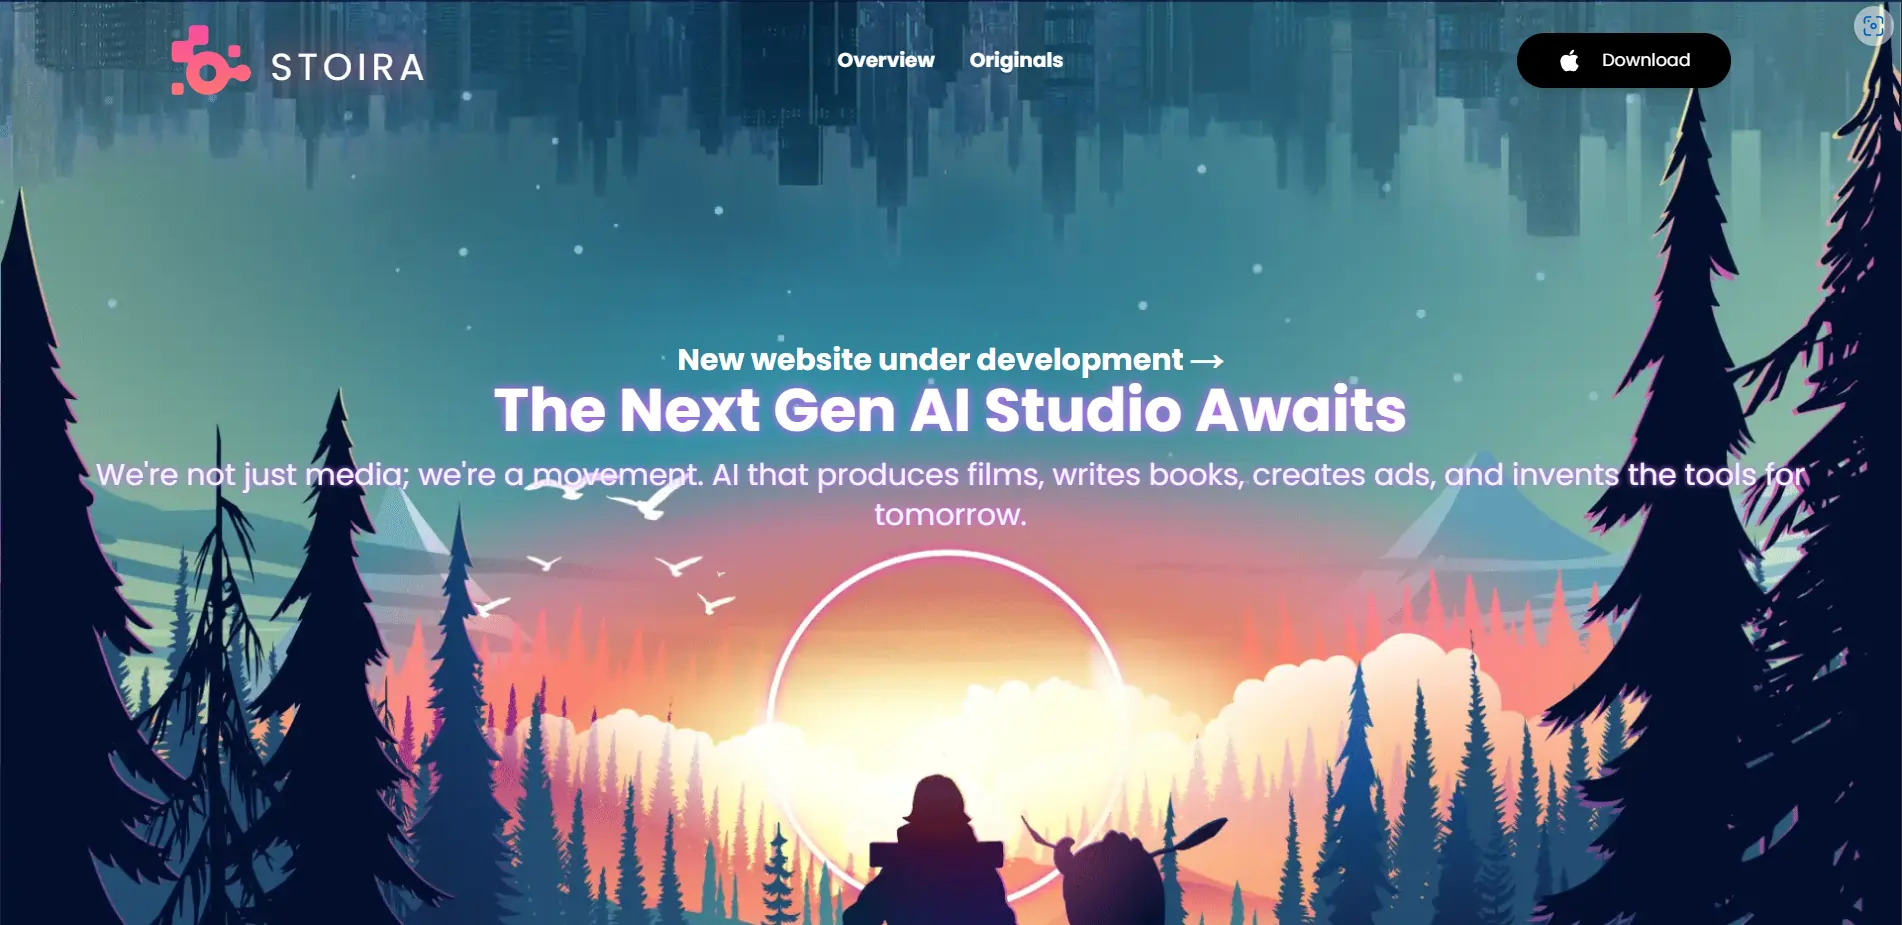 STOIRA
Overview
Originals
Download
New website under development →
The Next Gen AI Studio Awaits
We're not just media; we're a movement. AI that produces films, writes books, creates ads, and invents the tools for
tomorrow.